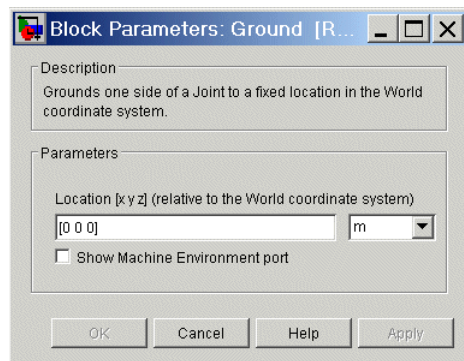 Block Parameters: Ground [R...
Description
Grounds one side of a Joint to a fixed location in the World
coordinate system.
Parameters
Location [x y z] (relative to the World coordinate system)
[0 0 0]
m
Show Machine Environment port
OK
Cancel
Help
Apply